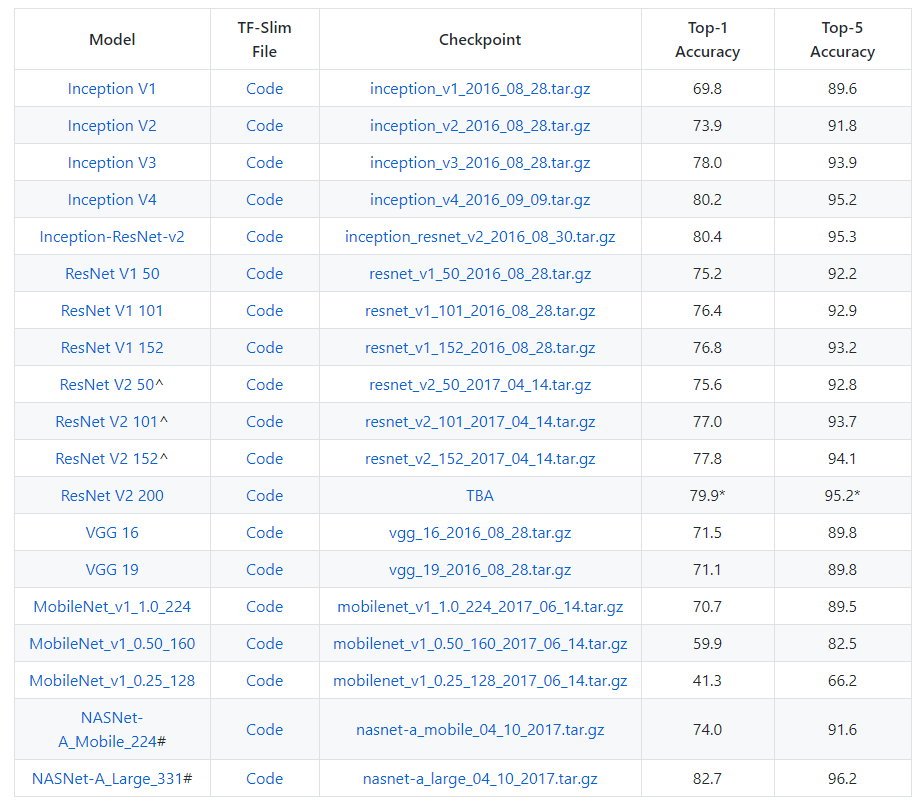 Model TF-Slim File Checkpoint Top-1 Accuracy Top-5 Accuracy
Inception V1 Code inception_v1_2016_08_28.tar.gz 69.8 89.6
Inception V2 Code inception_v2_2016_08_28.tar.gz 73.9 91.8
Inception V3 Code inception_v3_2016_08_28.tar.gz 78.0 93.9
Inception V4 Code inception_v4_2016_09_09.tar.gz 80.2 95.2
Inception-ResNet-v2 Code inception_resnet_v2_2016_08_30.tar.gz 80.4 95.3
ResNet V1 50 Code resnet_v1_50_2016_08_28.tar.gz 75.2 92.2
ResNet V1 101 Code resnet_v1_101_2016_08_28.tar.gz 76.4 92.9
ResNet V1 152 Code resnet_v1_152_2016_08_28.tar.gz 76.8 93.2
ResNet V2 50^ Code resnet_v2_50_2017_04_14.tar.gz 75.6 92.8
ResNet V2 101^ Code resnet_v2_101_2017_04_14.tar.gz 77.0 93.7
ResNet V2 152^ Code resnet_v2_152_2017_04_14.tar.gz 77.8 94.1
ResNet V2 200 Code TBA 79.9* 95.2*
VGG 16 Code vgg_16_2016_08_28.tar.gz 71.5 89.8
VGG 19 Code vgg_19_2016_08_28.tar.gz 71.1 89.8
MobileNet_v1_1.0_224 Code mobilenet_v1_1.0_224_2017_06_14.tar.gz 70.7 89.5
MobileNet_v1_0.50_160 Code mobilenet_v1_0.50_160_2017_06_14.tar.gz 59.9 82.5
MobileNet_v1_0.25_128 Code mobilenet_v1_0.25_128_2017_06_14.tar.gz 41.3 66.2
NASNet-A_Mobile_224# Code nasnet-a_mobile_04_10_2017.tar.gz 74.0 91.6
NASNet-A_Large_331# Code nasnet-a_large_04_10_2017.tar.gz 82.7 96.2